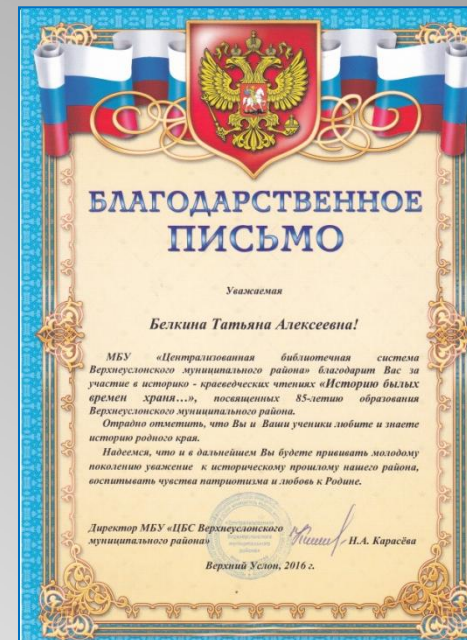 БЛАГОДАРСТВЕННОЕ
ПИСЬМО
Уважаемая
Белкина Татьяна Алексеевна!
МБУ «Централизованная библиотечная система
Верхнеуслонского муниципального района» благодарит Вас за
участие в историко - краеведческих чтениях «Историю былых
времен храня…», посвященных 85-летию образования
Верхнеуслонского муниципального района.
Отрадно отметить, что Вы и Ваши ученики любите и знаете
историю родного края.
Надеемся, что и в дальнейшем Вы будете прививать молодому
поколению уважение к историческому прошлому нашего района,
воспитывать чувства патриотизма и любовь к Родине.
Директор МБУ «ЦБС Верхнеуслонского
муниципального района» Н.А. Карасёва
Верхний Услон, 2016 г.